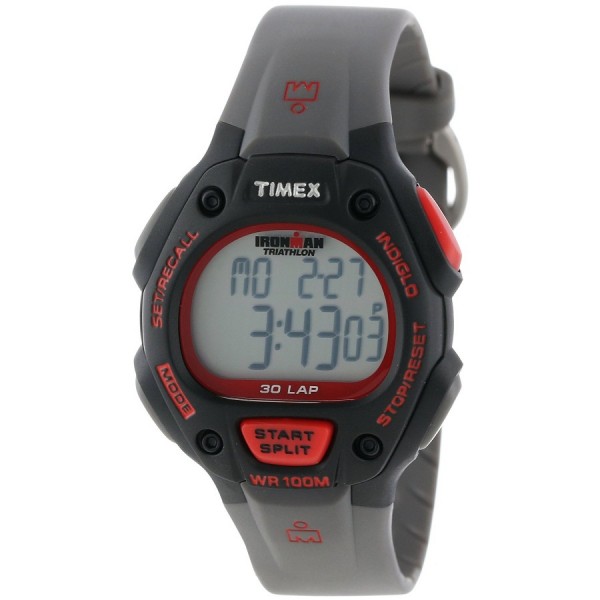 TIMEX
IRONMAN
TRIATHLON
SET/RECALL
INDIGLO
MO 2-27
P
3:43 03
MODE
STOP/RESET
30 LAP
START
SPLIT
WR 100M